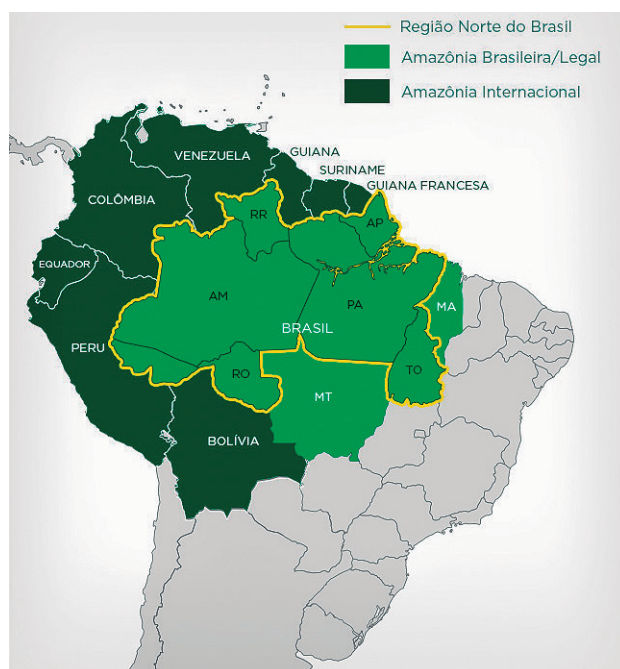 Região Norte do Brasil
Amazônia Brasileira/Legal
Amazônia Internacional
VENEZUELA
GUIANA
SURINAME
GUIANA FRANCESA
COLÔMBIA
RR
AP
EQUADOR
AM
PA
MA
BRASIL
PERU
RO
TO
MT
BOLÍVIA